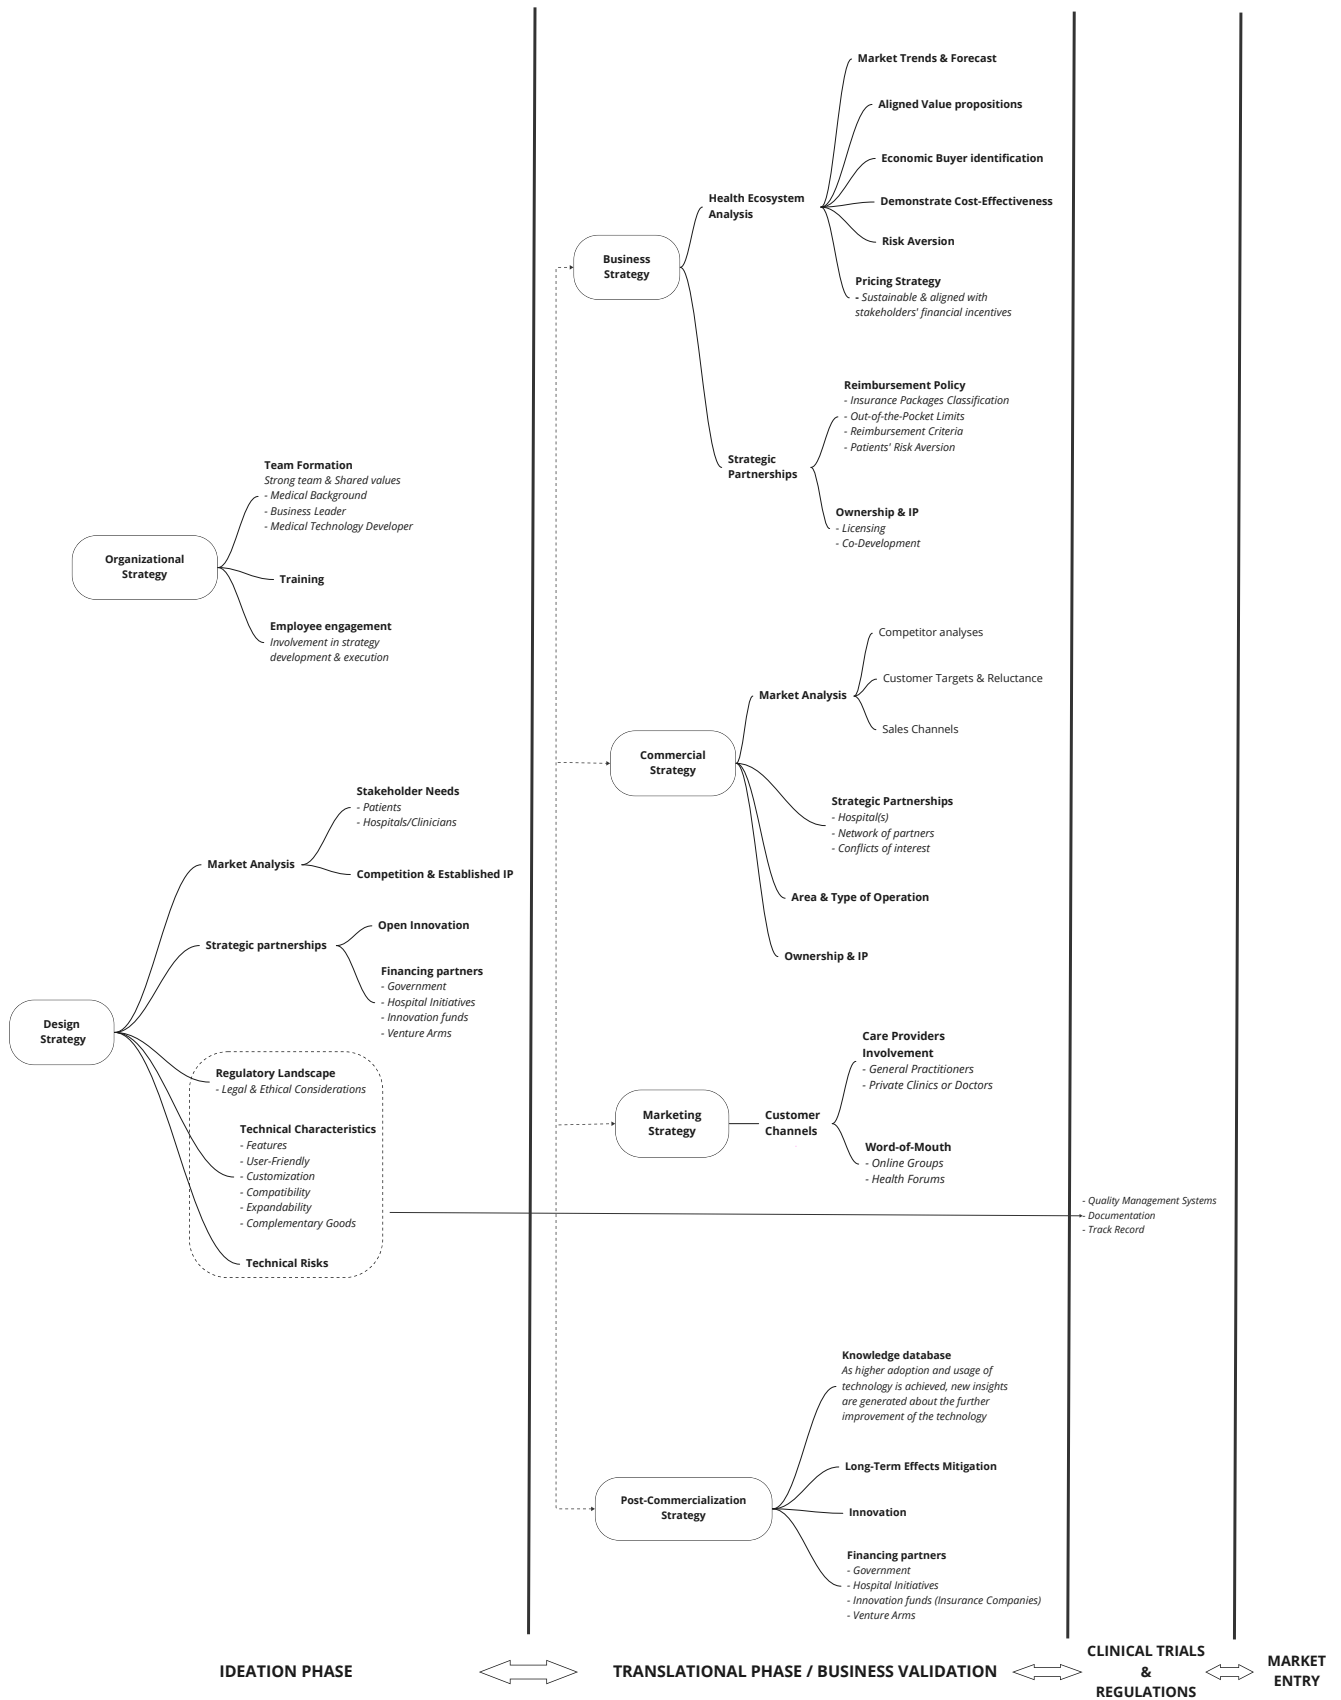 Organizational
Strategy
Team Formation
Strong team & Shared values
- Medical Background
- Business Leader
- Medical Technology Developer
Training
Employee engagement
Involvement in strategy
development & execution
Design
Strategy
Market Analysis
Stakeholder Needs
- Patients
- Hospitals/Clinicians
Competition & Established IP
Strategic partnerships
Open Innovation
Financing partners
- Government
- Hospital Initiatives
- Innovation funds
- Venture Arms
Regulatory Landscape
- Legal & Ethical Considerations
Technical Characteristics
- Features
- User-Friendly
- Customization
- Compatibility
- Expandability
- Complementary Goods
Technical Risks
Business
Strategy
Health Ecosystem
Analysis
Market Trends & Forecast
Aligned Value propositions
Economic Buyer identification
Demonstrate Cost-Effectiveness
Risk Aversion
Pricing Strategy
- Sustainable & aligned with
stakeholders' financial incentives
Strategic
Partnerships
Reimbursement Policy
- Insurance Packages Classification
- Out-of-the-Pocket Limits
- Reimbursement Criteria
- Patients' Risk Aversion
Ownership & IP
- Licensing
- Co-Development
Commercial
Strategy
Market Analysis
Competitor analyses
Customer Targets & Reluctance
Sales Channels
Strategic Partnerships
- Hospital(s)
- Network of partners
- Conflicts of interest
Area & Type of Operation
Ownership & IP
Marketing
Strategy
Customer
Channels
Care Providers
Involvement
- General Practitioners
- Private Clinics or Doctors
Word-of-Mouth
- Online Groups
- Health Forums
Post-Commercialization
Strategy
Knowledge database
As higher adoption and usage of
technology is achieved, new insights
are generated about the further
improvement of the technology
Long-Term Effects Mitigation
Innovation
Financing partners
- Government
- Hospital Initiatives
- Innovation funds (Insurance Companies)
- Venture Arms
- Quality Management Systems
- Documentation
- Track Record
IDEATION PHASE
TRANSLATIONAL PHASE / BUSINESS VALIDATION
CLINICAL TRIALS
&
REGULATIONS
MARKET
ENTRY